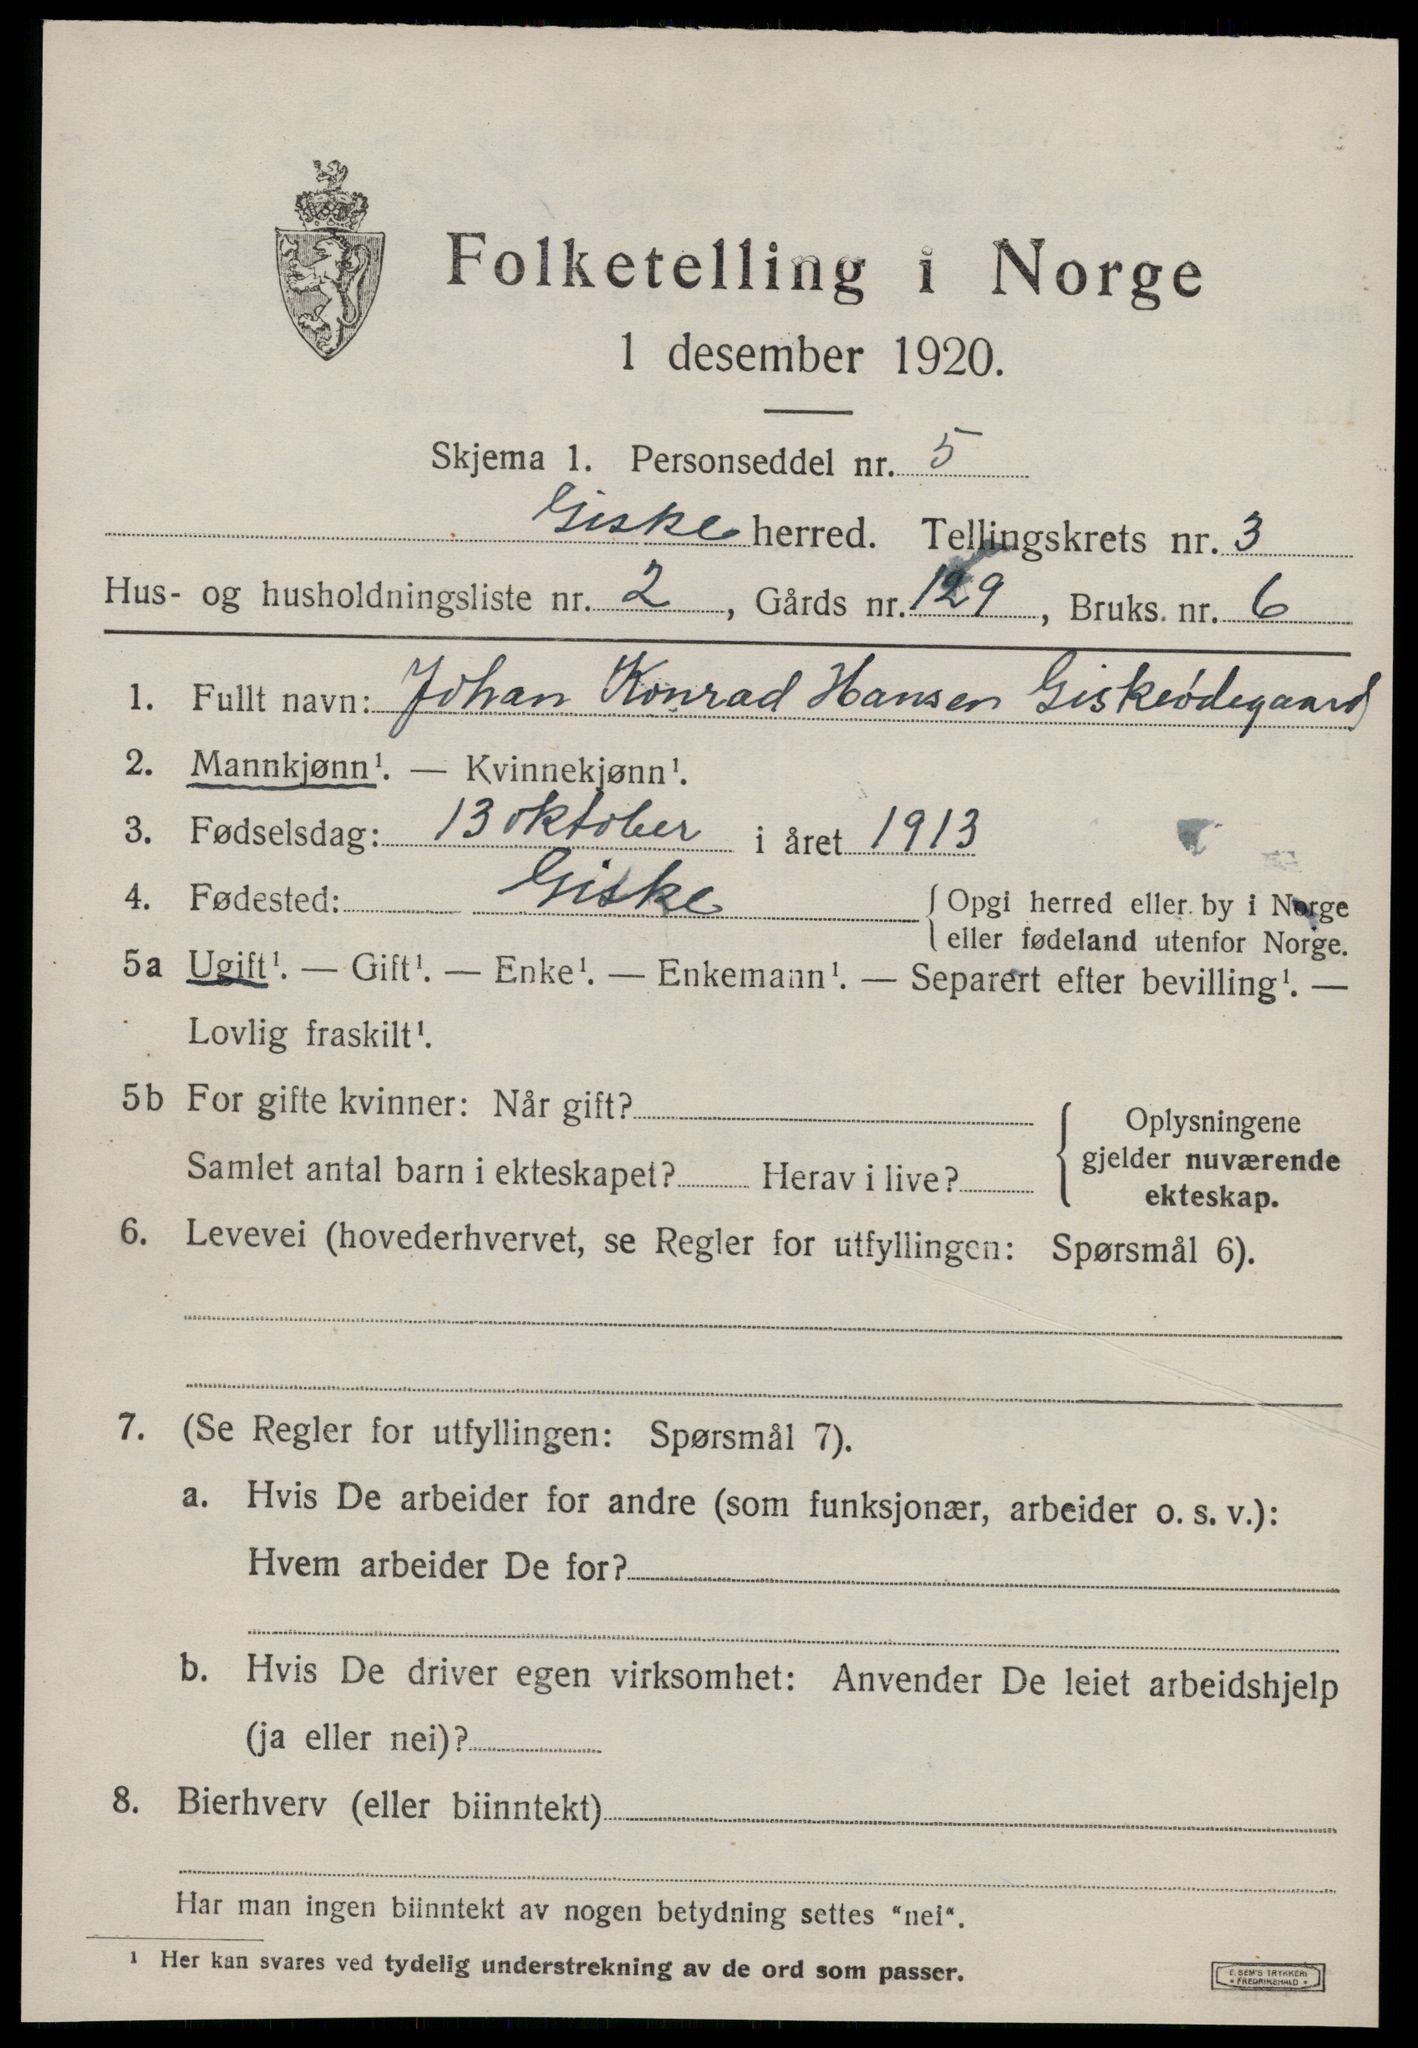 Folketelling i Norge
1 desember 1920.
Skjema 1. Personseddel nr. 5
Giske herred. Tellingskrets nr. 3
Hus- og husholdningsliste nr. 2, Gårds nr. 129, Bruks. nr. 6
1. Fullt navn: Johan Konrad Hansen Giskeødegaard
2. Mannkjønn¹. — Kvinnekjønn¹.
3. Fødselsdag: 13 oktober i året 1913
4. Fødested: Giske { Opgi herred eller by i Norge
eller fødeland utenfor Norge.
5a Ugift¹. — Gift¹. — Enke¹. — Enkemann¹. — Separert efter bevilling¹. —
Lovlig fraskilt¹.
5b For gifte kvinner: Når gift?
Samlet antal barn i ekteskapet? Herav i live?
Oplysningene
gjelder nuværende
ekteskap.
6. Levevei (hovederhvervet, se Regler for utfyllingen: Spørsmål 6).
7. (Se Regler for utfyllingen: Spørsmål 7).
a. Hvis De arbeider for andre (som funksjonær, arbeider o. s. v.):
Hvem arbeider De for?
b. Hvis De driver egen virksomhet: Anvender De leiet arbeidshjelp
(ja eller nei)?
8. Bierhverv (eller biinntekt)
Har man ingen biinntekt av nogen betydning settes "nei".
¹ Her kan svares ved tydelig understrekning av de ord som passer.
E. SEM'S TRYKKERI
FREDRIKSHALD